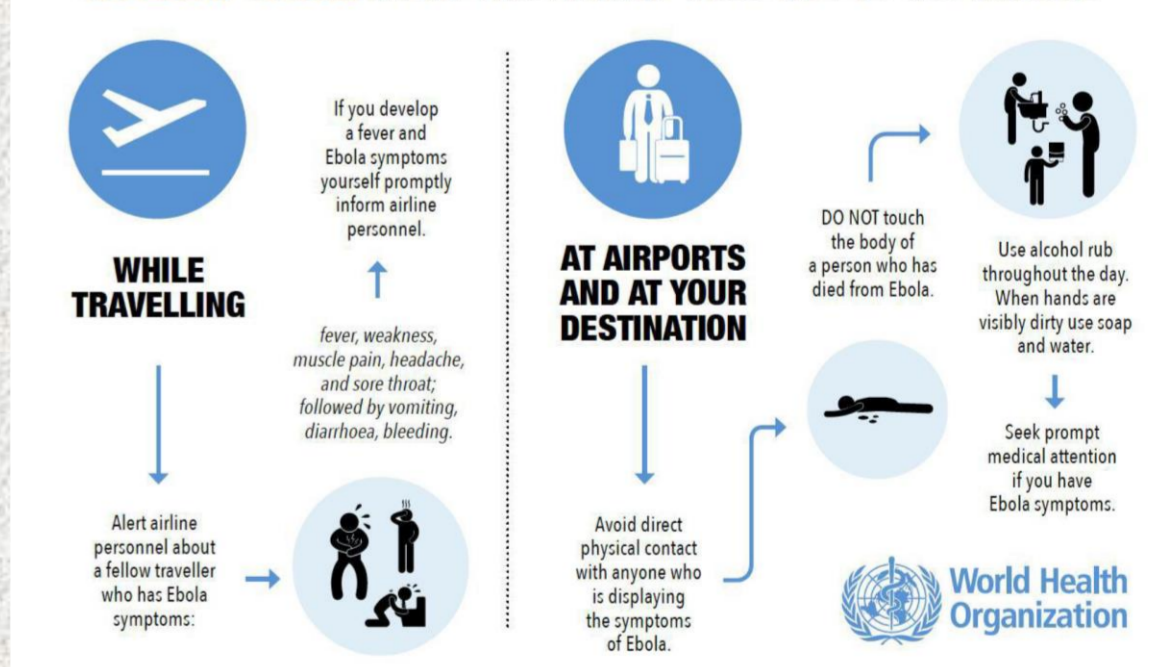 WHILE
TRAVELLING
Alert airline
personnel about
a fellow traveller
who has Ebola
symptoms:
fever, weakness,
muscle pain, headache,
and sore throat;
followed by vomiting,
diarrhoea, bleeding.
If you develop
a fever and
Ebola symptoms
yourself promptly
inform airline
personnel.
AT AIRPORTS
AND AT YOUR
DESTINATION
Avoid direct
physical contact
with anyone who
is displaying
the symptoms
of Ebola.
DO NOT touch
the body of
a person who has
died from Ebola.
Use alcohol rub
throughout the day.
When hands are
visibly dirty use soap
and water.
Seek prompt
medical attention
if you have
Ebola symptoms.
World Health
Organization